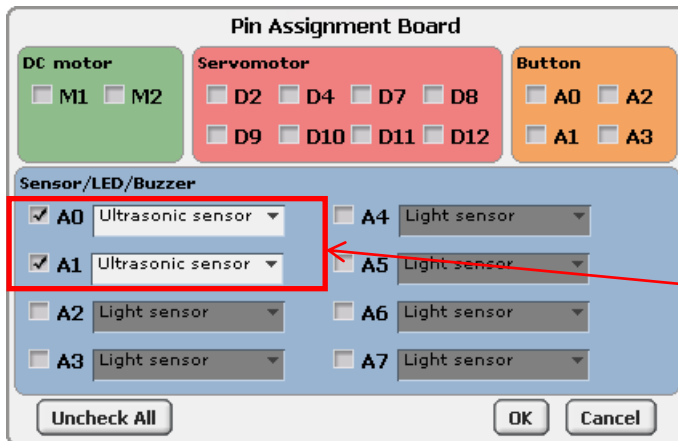 Pin Assignment Board
DC motor
M1 M2
Servomotor
D2 D4 D7 D8
D9 D10 D11 D12
Button
A0 A2
A1 A3
Sensor/LED/Buzzer
A0 Ultrasonic sensor
A1 Ultrasonic sensor
A2 Light sensor
A3 Light sensor
A4 Light sensor
A5 Light sensor
A6 Light sensor
A7 Light sensor
Uncheck All
OK Cancel